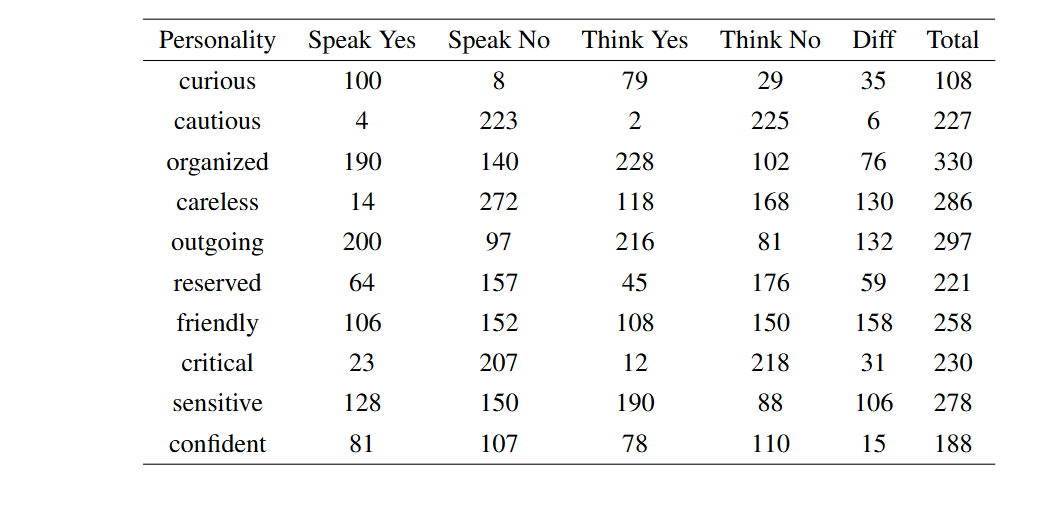 Personality Speak Yes Speak No Think Yes Think No Diff Total
curious 100 8 79 29 35 108
cautious 4 223 2 225 6 227
organized 190 140 228 102 76 330
careless 14 272 118 168 130 286
outgoing 200 97 216 81 132 297
reserved 64 157 45 176 59 221
friendly 106 152 108 150 158 258
critical 23 207 12 218 31 230
sensitive 128 150 190 88 106 278
confident 81 107 78 110 15 188